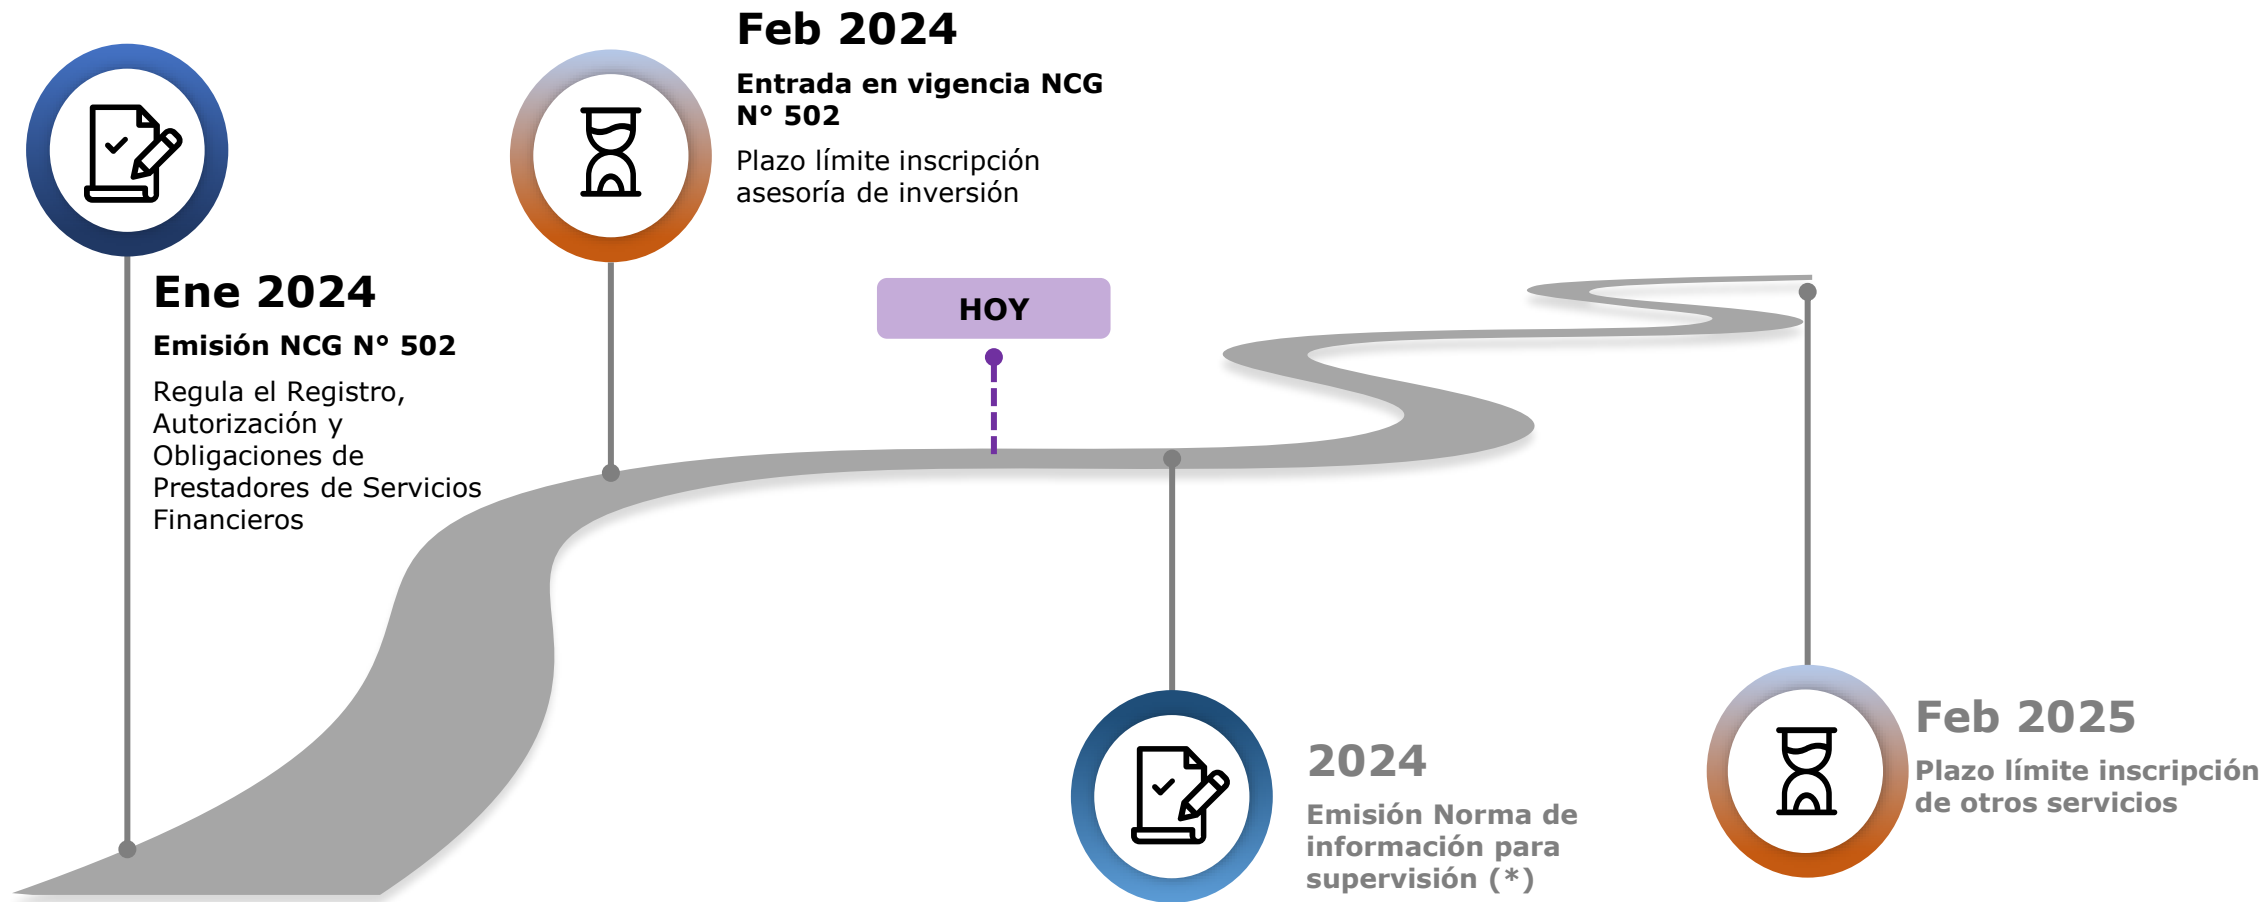 Ene 2024
Emisión NCG N° 502
Regula el Registro,
Autorización y
Obligaciones de
Prestadores de Servicios
Financieros
Feb 2024
Entrada en vigencia NCG
N° 502
Plazo límite inscripción
asesoría de inversión
HOY
2024
Emisión Norma de
información para
supervisión (*)
Feb 2025
Plazo límite inscripción
de otros servicios